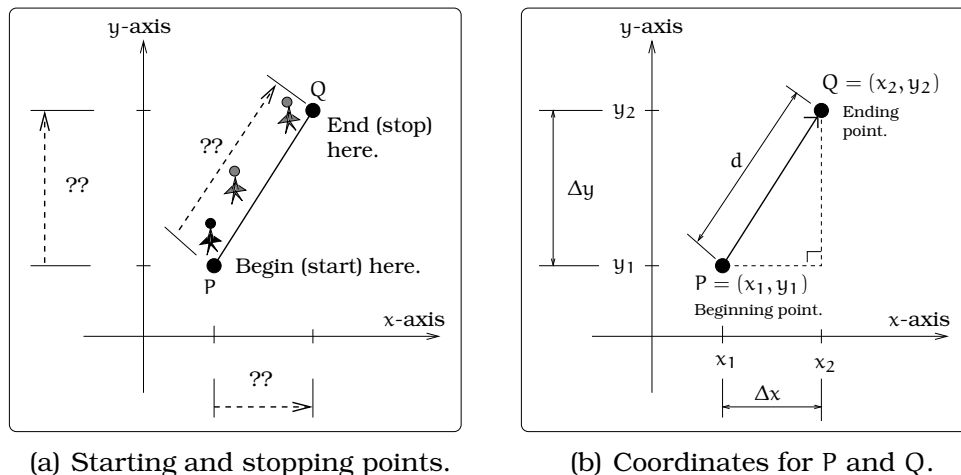 y-axis
Q
End (stop)
here.
??
??
Begin (start) here.
P
x-axis
??
(a) Starting and stopping points.
y-axis
Q = (x₂, y₂)
Ending
point.
y₂
d
Δy
y₁
P = (x₁, y₁)
Beginning point.
x-axis
x₁
x₂
Δx
(b) Coordinates for P and Q.